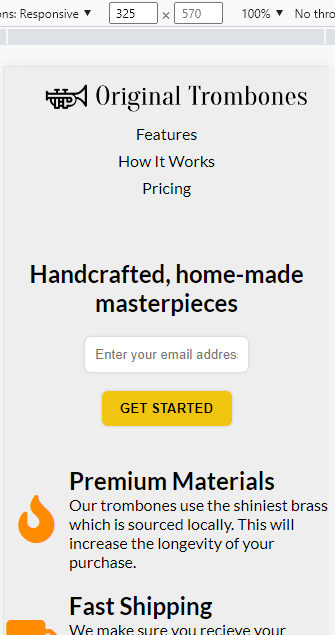 ons: Responsive ▼ 325 × 570 100% ▼ No thro
Original Trombones
Features
How It Works
Pricing
Handcrafted, home-made
masterpieces
Enter your email address
GET STARTED
Premium Materials
Our trombones use the shiniest brass
which is sourced locally. This will
increase the longevity of your
purchase.
Fast Shipping
We make sure you recieve your